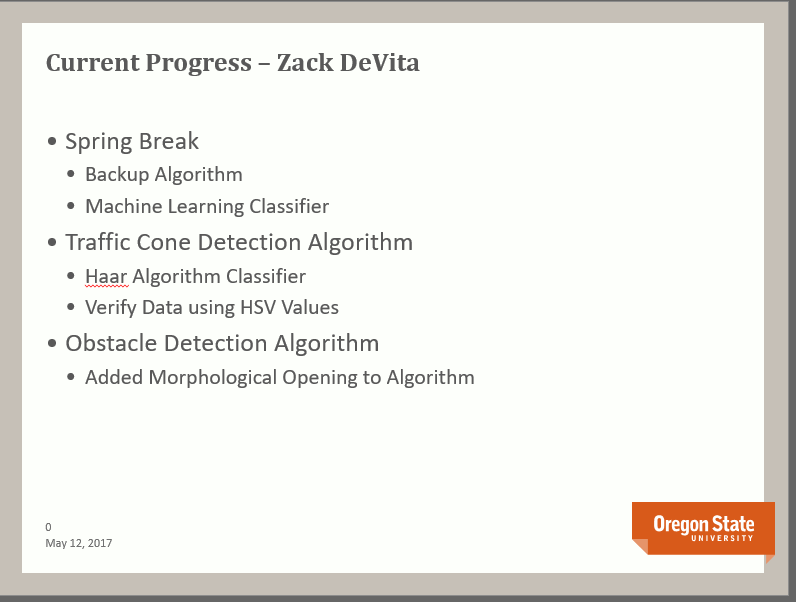 Current Progress – Zack DeVita
• Spring Break
• Backup Algorithm
• Machine Learning Classifier
• Traffic Cone Detection Algorithm
• Haar Algorithm Classifier
• Verify Data using HSV Values
• Obstacle Detection Algorithm
• Added Morphological Opening to Algorithm
0
May 12, 2017
Oregon State
UNIVERSITY